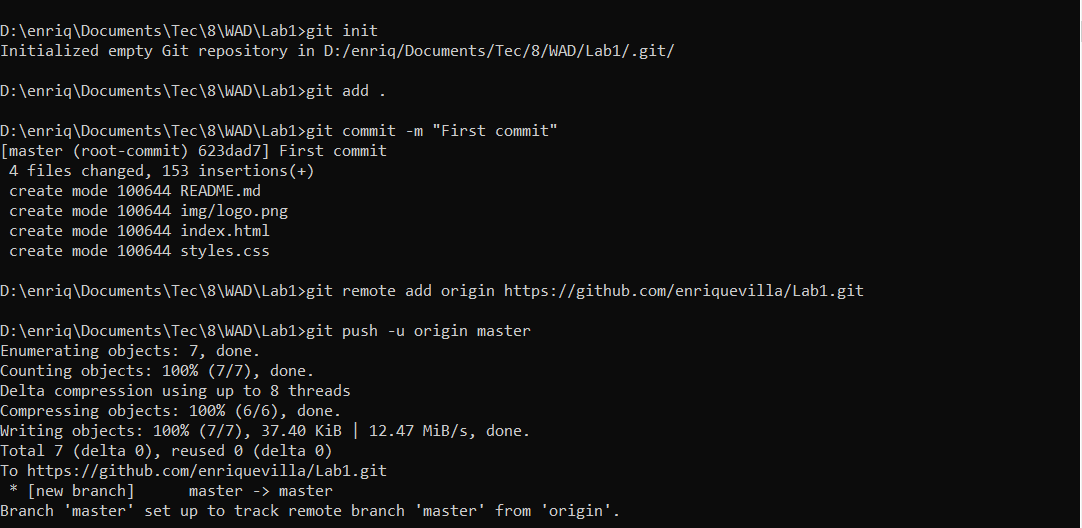 D:\enriq\Documents\Tec\8\WAD\Lab1>git init
Initialized empty Git repository in D:/enriq/Documents/Tec/8/WAD/Lab1/.git/
D:\enriq\Documents\Tec\8\WAD\Lab1>git add .
D:\enriq\Documents\Tec\8\WAD\Lab1>git commit -m "First commit"
[master (root-commit) 623dad7] First commit
 4 files changed, 153 insertions(+)
 create mode 100644 README.md
 create mode 100644 img/logo.png
 create mode 100644 index.html
 create mode 100644 styles.css
D:\enriq\Documents\Tec\8\WAD\Lab1>git remote add origin https://github.com/enriquevilla/Lab1.git
D:\enriq\Documents\Tec\8\WAD\Lab1>git push -u origin master
Enumerating objects: 7, done.
Counting objects: 100% (7/7), done.
Delta compression using up to 8 threads
Compressing objects: 100% (6/6), done.
Writing objects: 100% (7/7), 37.40 KiB | 12.47 MiB/s, done.
Total 7 (delta 0), reused 0 (delta 0)
To https://github.com/enriquevilla/Lab1.git
 * [new branch]      master -> master
Branch 'master' set up to track remote branch 'master' from 'origin'.